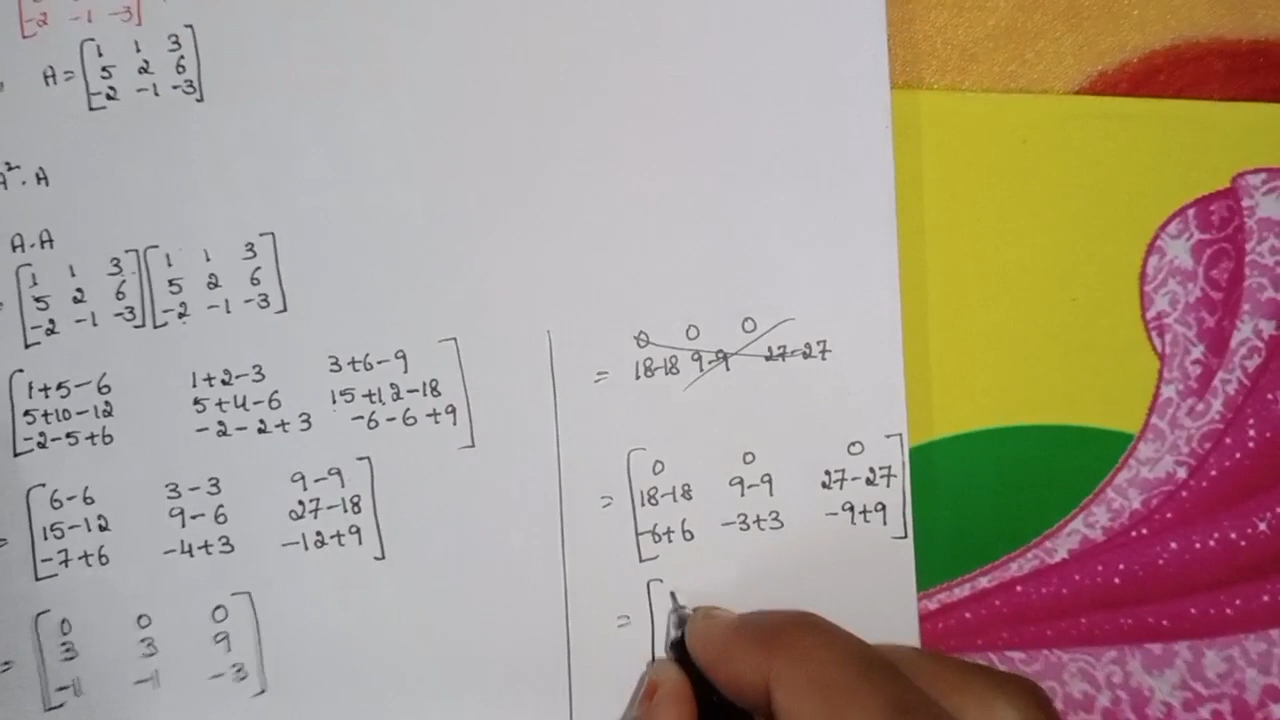 -2 -1 -3
A = [1 1 3
5 2 6
-2 -1 -3]
A². A
A.A
[1 1 3 [1 1 3
5 2 6 5 2 6
-2 -1 -3] -2 -1 -3]
[1+5-6 1+2-3 3+6-9
5+10-12 5+4-6 15+12-18
-2-5+6 -2-2+3 -6-6+9]
= [6-6 3-3 9-9
15-12 9-6 27-18
-7+6 -4+3 -12+9]
= [0 0 0
3 3 9
-1 -1 -3]
0 0 0
= 18-18 9-9 27-27
= [0 0 0
18-18 9-9 27-27
-6+6 -3+3 -9+9]
= [